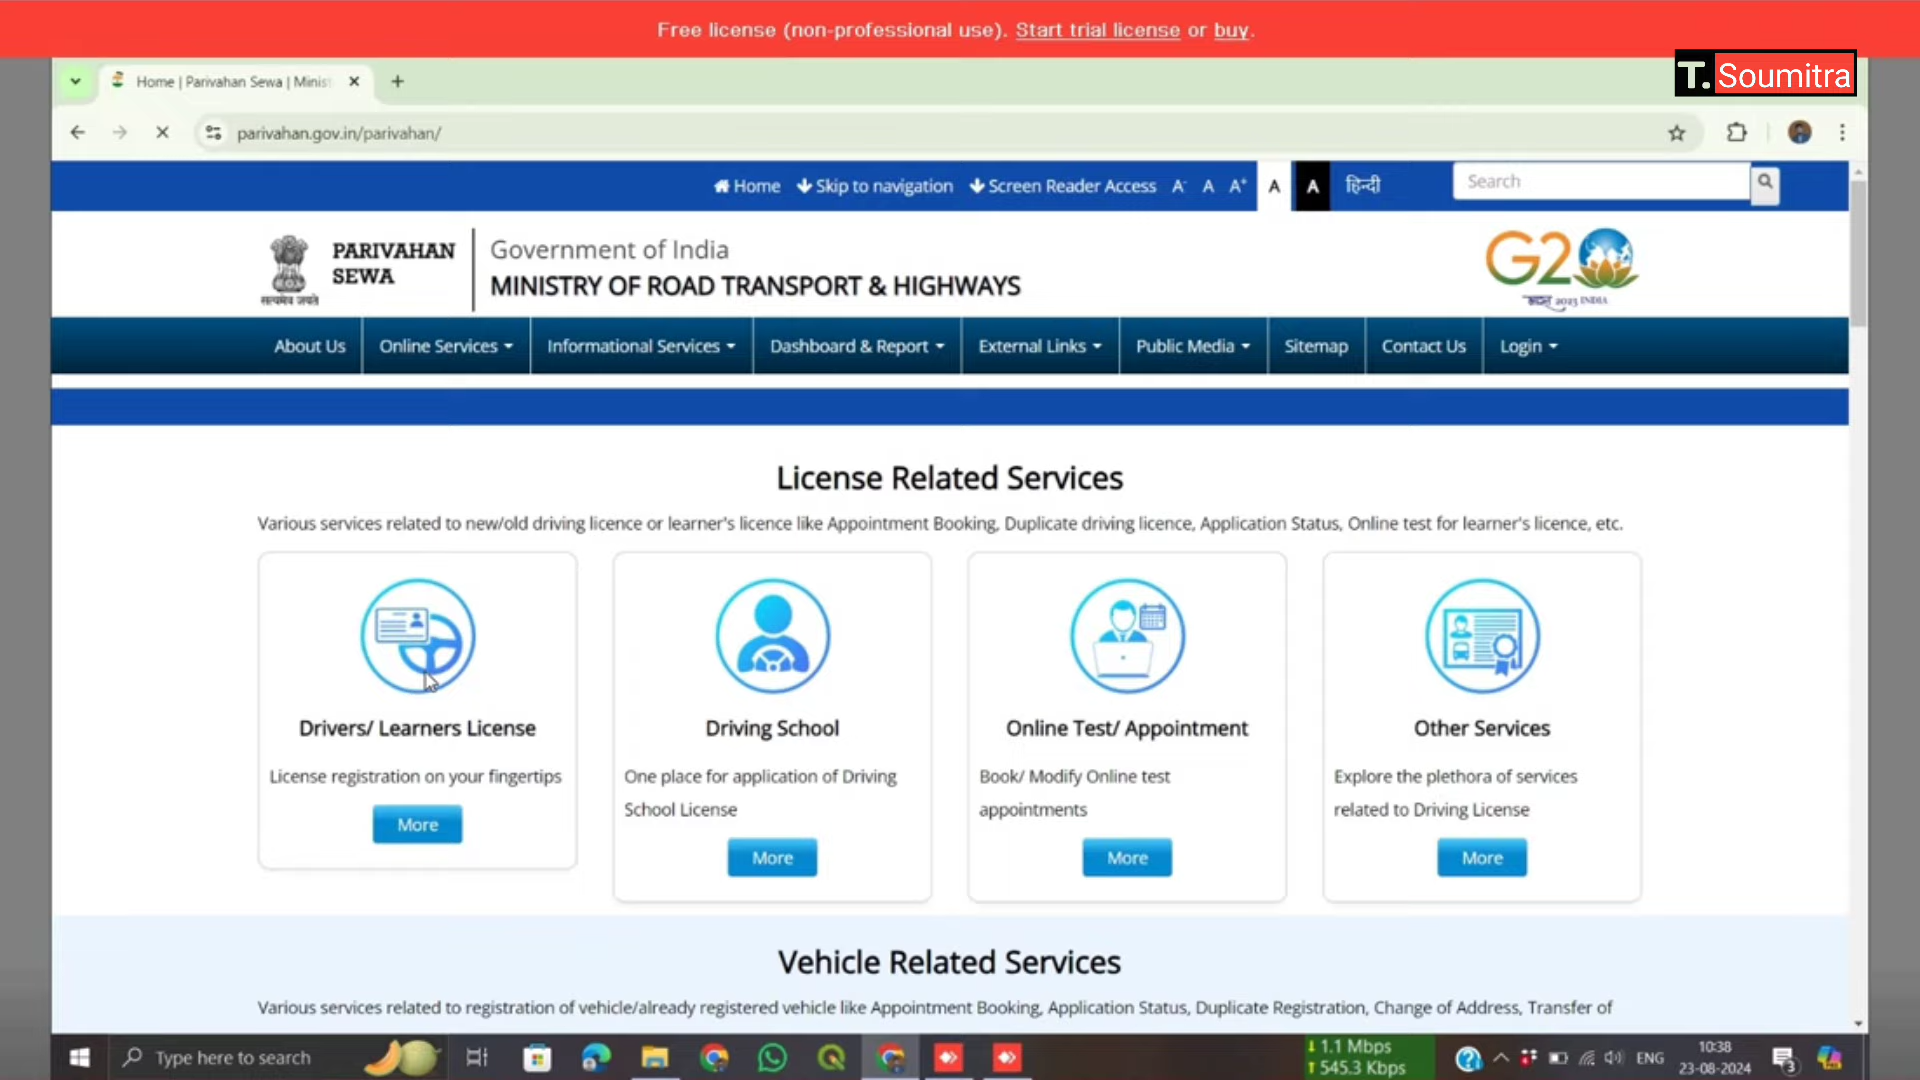 Free license (non-professional use). Start trial license or buy.
T. Soumitra
Home | Parivahan Sewa | Minis
parivahan.gov.in/parivahan/
Home Skip to navigation Screen Reader Access A- A A+ A A हिन्दी Search
PARIVAHAN
SEWA
सत्यमेव जयते
Government of India
MINISTRY OF ROAD TRANSPORT & HIGHWAYS
G20
भारत 2023 INDIA
About Us Online Services Informational Services Dashboard & Report External Links Public Media Sitemap Contact Us Login
License Related Services
Various services related to new/old driving licence or learner's licence like Appointment Booking, Duplicate driving licence, Application Status, Online test for learner's licence, etc.
Drivers/ Learners License
License registration on your fingertips
More
Driving School
One place for application of Driving
School License
More
Online Test/ Appointment
Book/ Modify Online test
appointments
More
Other Services
Explore the plethora of services
related to Driving License
More
Vehicle Related Services
Various services related to registration of vehicle/already registered vehicle like Appointment Booking, Application Status, Duplicate Registration, Change of Address, Transfer of
Type here to search
1.1 Mbps
545.3 Kbps
ENG
10:38
23-08-2024
3